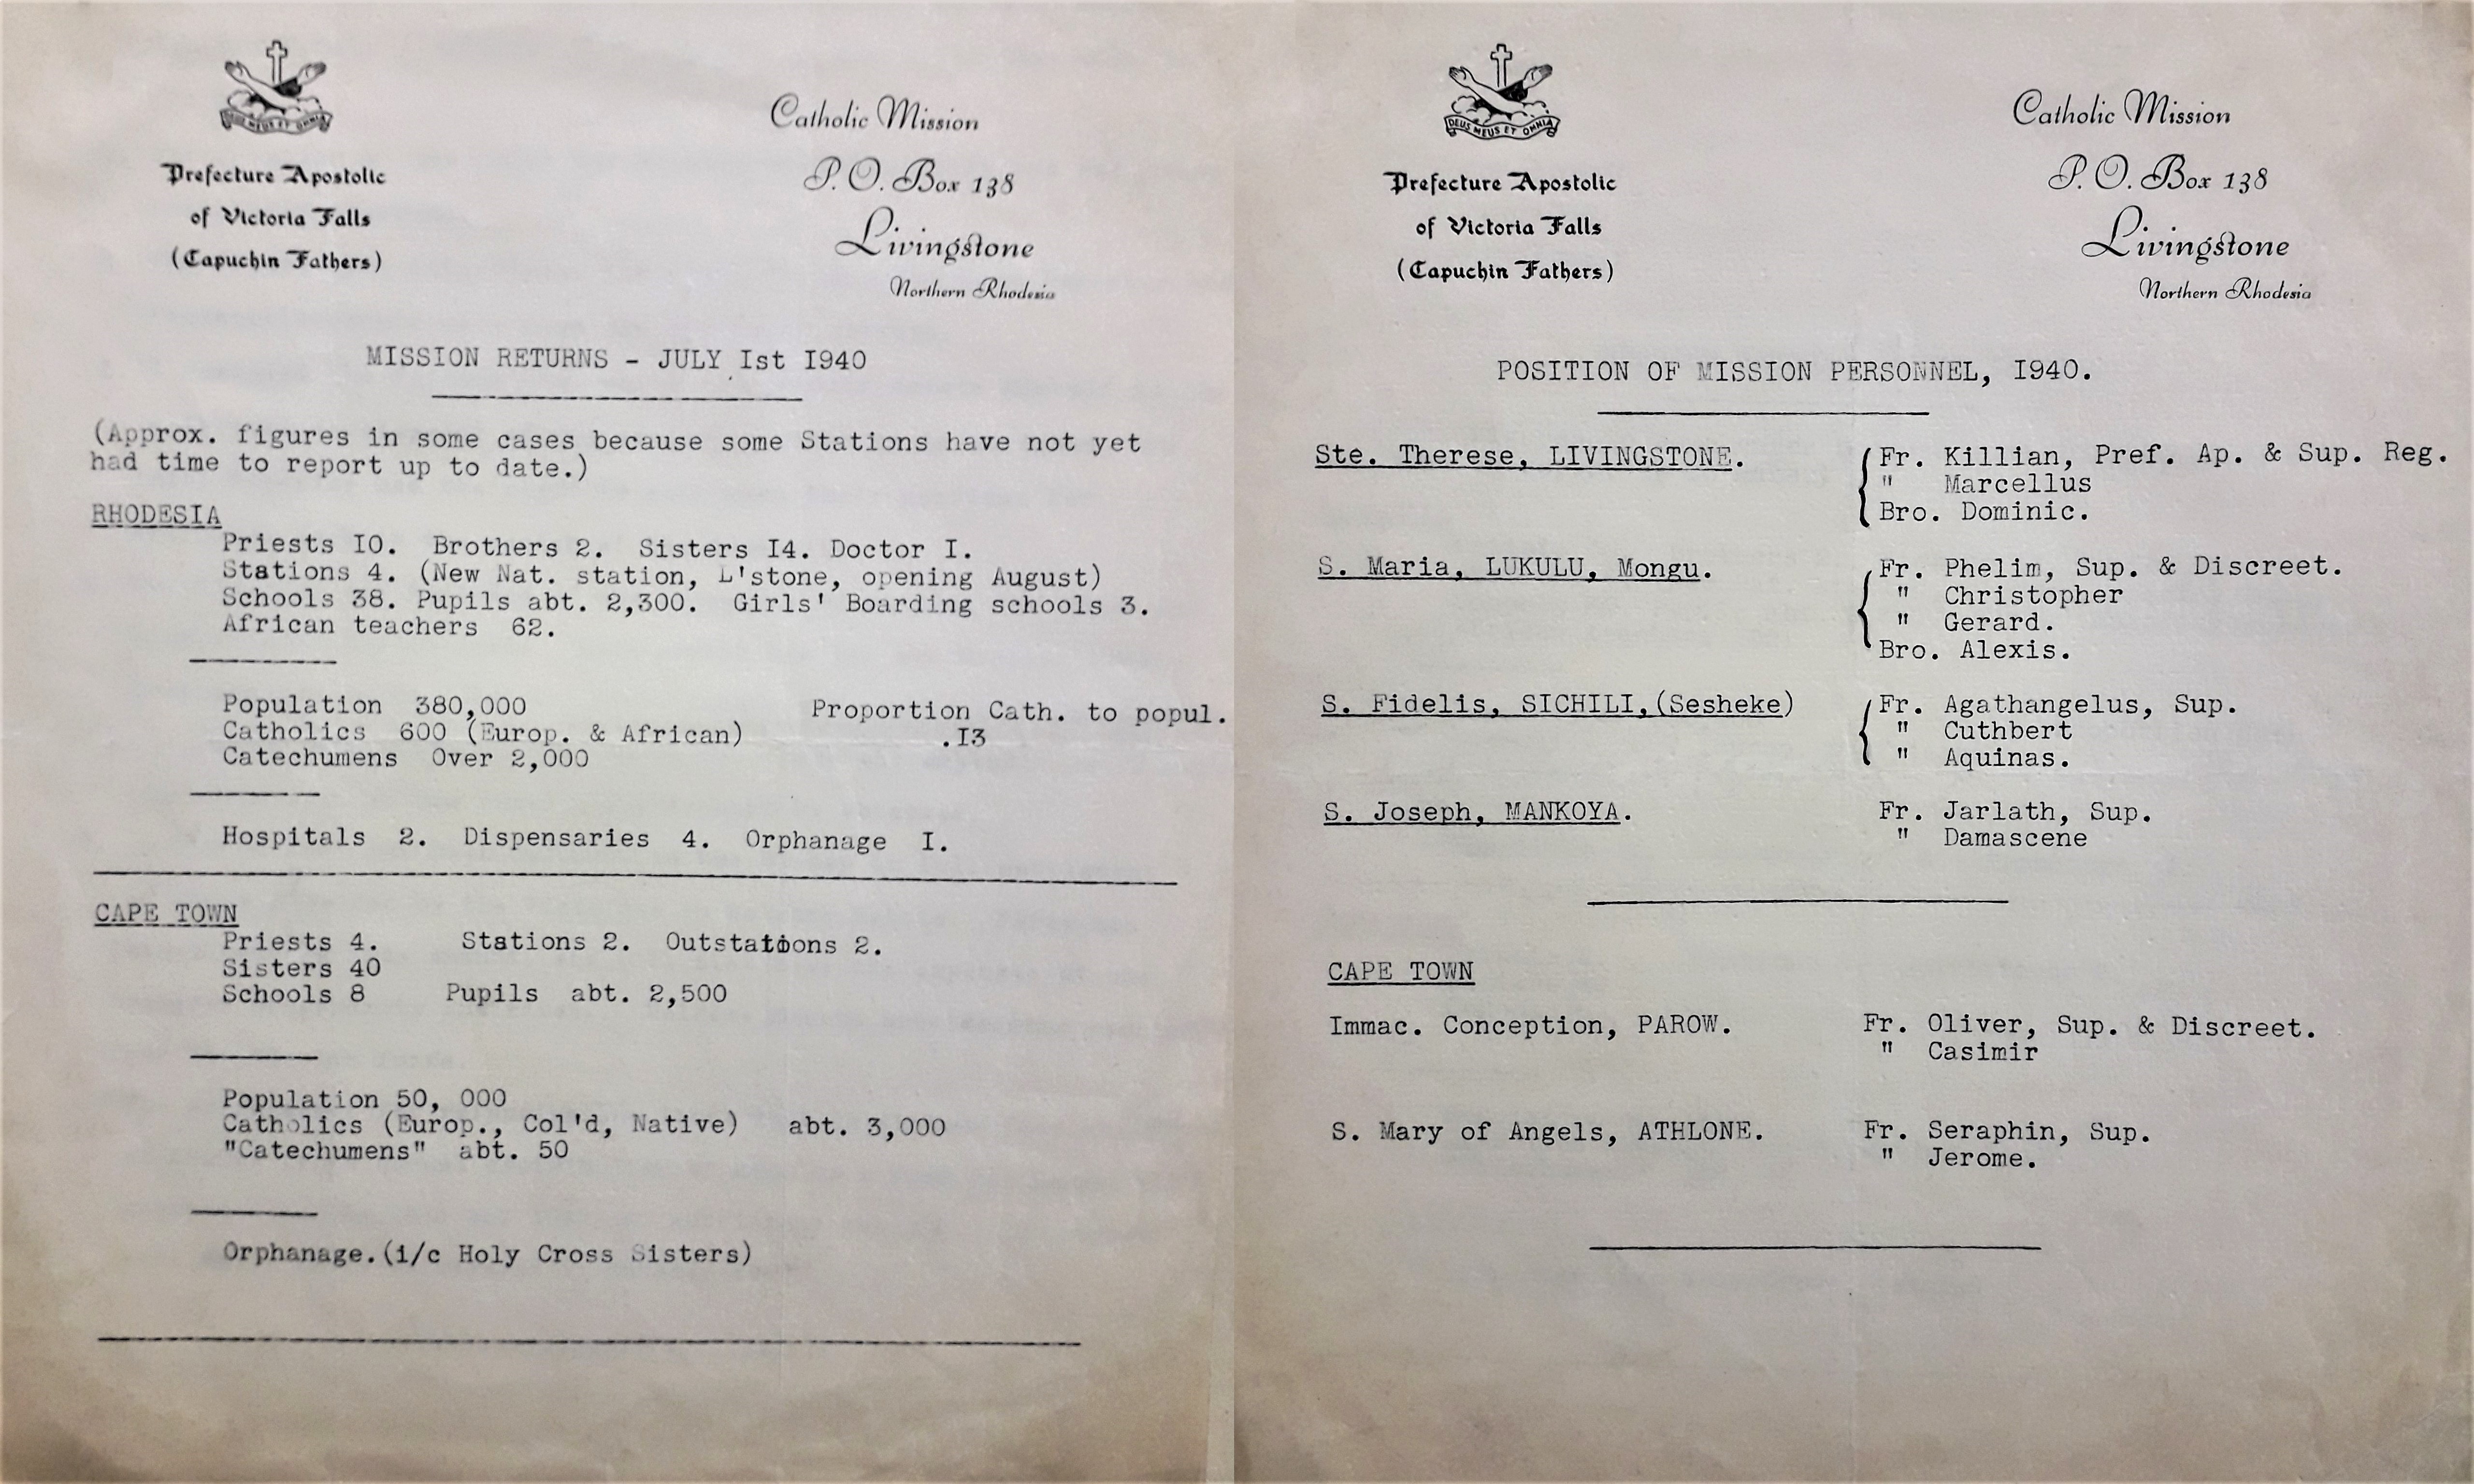 DEUS MEUS ET OMNIA
Prefecture Apostolic
of Victoria Falls
(Capuchin Fathers)
Catholic Mission
P. O. Box 138
Livingstone
Northern Rhodesia
MISSION RETURNS - JULY Ist I940
(Approx. figures in some cases because some Stations have not yet
had time to report up to date.)
RHODESIA
Priests IO. Brothers 2. Sisters I4. Doctor I.
Stations 4. (New Nat. station, L'stone, opening August)
Schools 38. Pupils abt. 2,300. Girls' Boarding schools 3.
African teachers 62.
Population 380,000 Proportion Cath. to popul.
Catholics 600 (Europ. & African) .I3
Catechumens Over 2,000
Hospitals 2. Dispensaries 4. Orphanage I.
CAPE TOWN
Priests 4. Stations 2. Outstations 2.
Sisters 40
Schools 8 Pupils abt. 2,500
Population 50, 000
Catholics (Europ., Col'd, Native) abt. 3,000
"Catechumens" abt. 50
Orphanage.(i/c Holy Cross Sisters)
DEUS MEUS ET OMNIA
Prefecture Apostolic
of Victoria Falls
(Capuchin Fathers)
Catholic Mission
P. O. Box 138
Livingstone
Northern Rhodesia
POSITION OF MISSION PERSONNEL, I940.
Ste. Therese, LIVINGSTONE. Fr. Killian, Pref. Ap. & Sup. Reg.
" Marcellus
Bro. Dominic.
S. Maria, LUKULU, Mongu. Fr. Phelim, Sup. & Discreet.
" Christopher
" Gerard.
Bro. Alexis.
S. Fidelis, SICHILI,(Sesheke) Fr. Agathangelus, Sup.
" Cuthbert
" Aquinas.
S. Joseph, MANKOYA. Fr. Jarlath, Sup.
" Damascene
CAPE TOWN
Immac. Conception, PAROW. Fr. Oliver, Sup. & Discreet.
" Casimir
S. Mary of Angels, ATHLONE. Fr. Seraphin, Sup.
" Jerome.